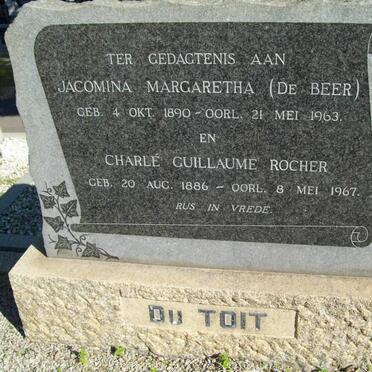 TER GEDAGTENIS AAN
JACOMINA MARGARETHA (DE BEER)
GEB. 4 OKT. 1890 - OORL. 21 MEI 1963.
EN
CHARLÉ GUILLAUME ROCHER
GEB. 20 AUG. 1886 - OORL. 8 MEI 1967.
RUS IN VREDE.
DU TOIT